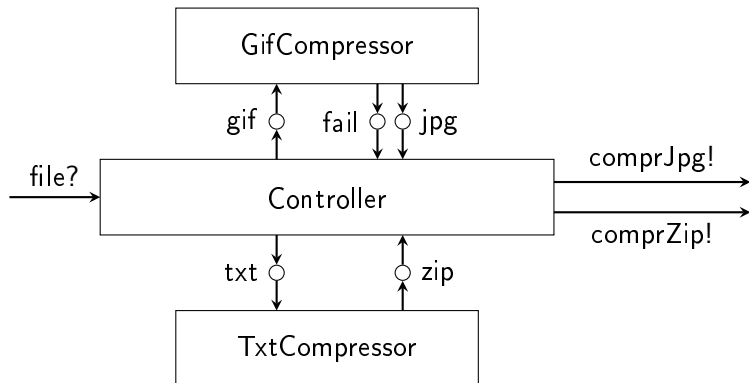 GifCompressor
gif
fail
jpg
file?
Controller
comprJpg!
comprZip!
txt
zip
TxtCompressor